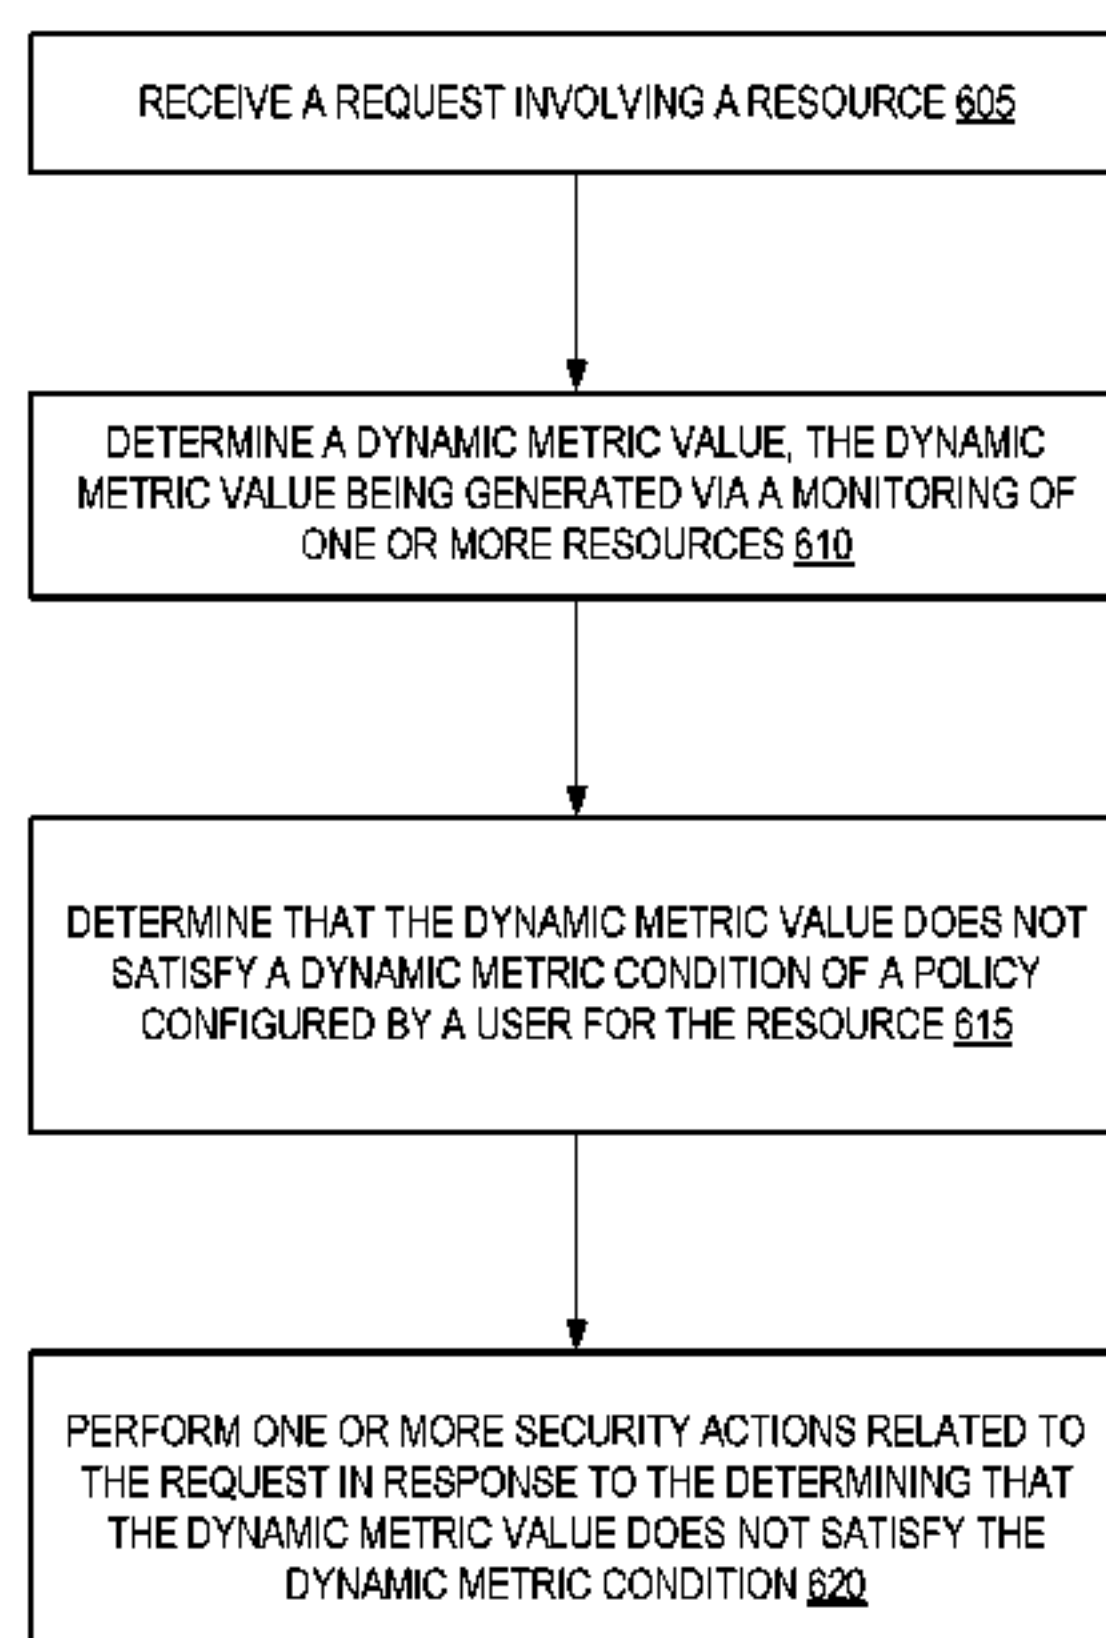 RECEIVE A REQUEST INVOLVING A RESOURCE 605
DETERMINE A DYNAMIC METRIC VALUE, THE DYNAMIC
METRIC VALUE BEING GENERATED VIA A MONITORING OF
ONE OR MORE RESOURCES 610
DETERMINE THAT THE DYNAMIC METRIC VALUE DOES NOT
SATISFY A DYNAMIC METRIC CONDITION OF A POLICY
CONFIGURED BY A USER FOR THE RESOURCE 615
PERFORM ONE OR MORE SECURITY ACTIONS RELATED TO
THE REQUEST IN RESPONSE TO THE DETERMINING THAT
THE DYNAMIC METRIC VALUE DOES NOT SATISFY THE
DYNAMIC METRIC CONDITION 620